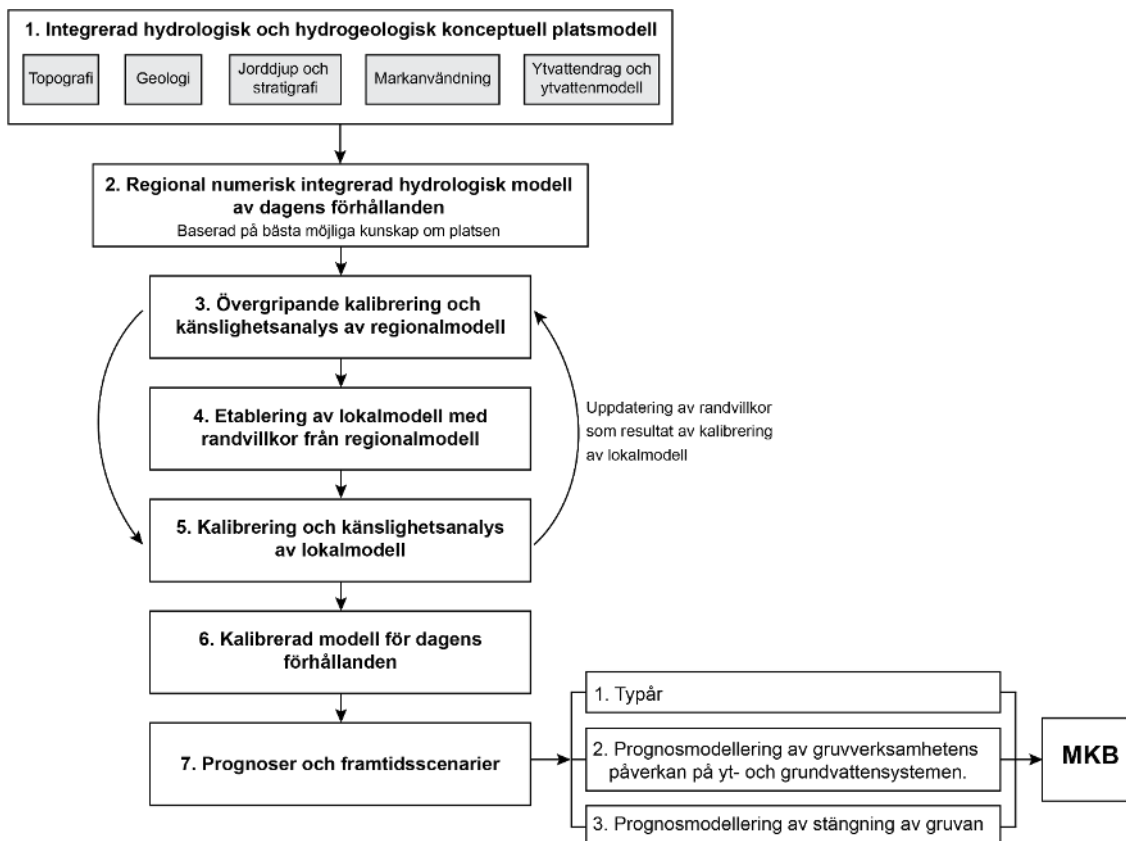 1. Integrerad hydrologisk och hydrogeologisk konceptuell platsmodell
Topografi
Geologi
Jorddjup och
stratigrafi
Markanvändning
Ytvattendrag och
ytvattenmodell
2. Regional numerisk integrerad hydrologisk modell
av dagens förhållanden
Baserad på bästa möjliga kunskap om platsen
3. Övergripande kalibrering och
känslighetsanalys av regionalmodell
4. Etablering av lokalmodell med
randvillkor från regionalmodell
Uppdatering av randvillkor
som resultat av kalibrering
av lokalmodell
5. Kalibrering och känslighetsanalys
av lokalmodell
6. Kalibrerad modell för dagens
förhållanden
7. Prognoser och framtidsscenarier
1. Typår
2. Prognosmodellering av gruvverksamhetens
påverkan på yt- och grundvattensystemen.
3. Prognosmodellering av stängning av gruvan
MKB